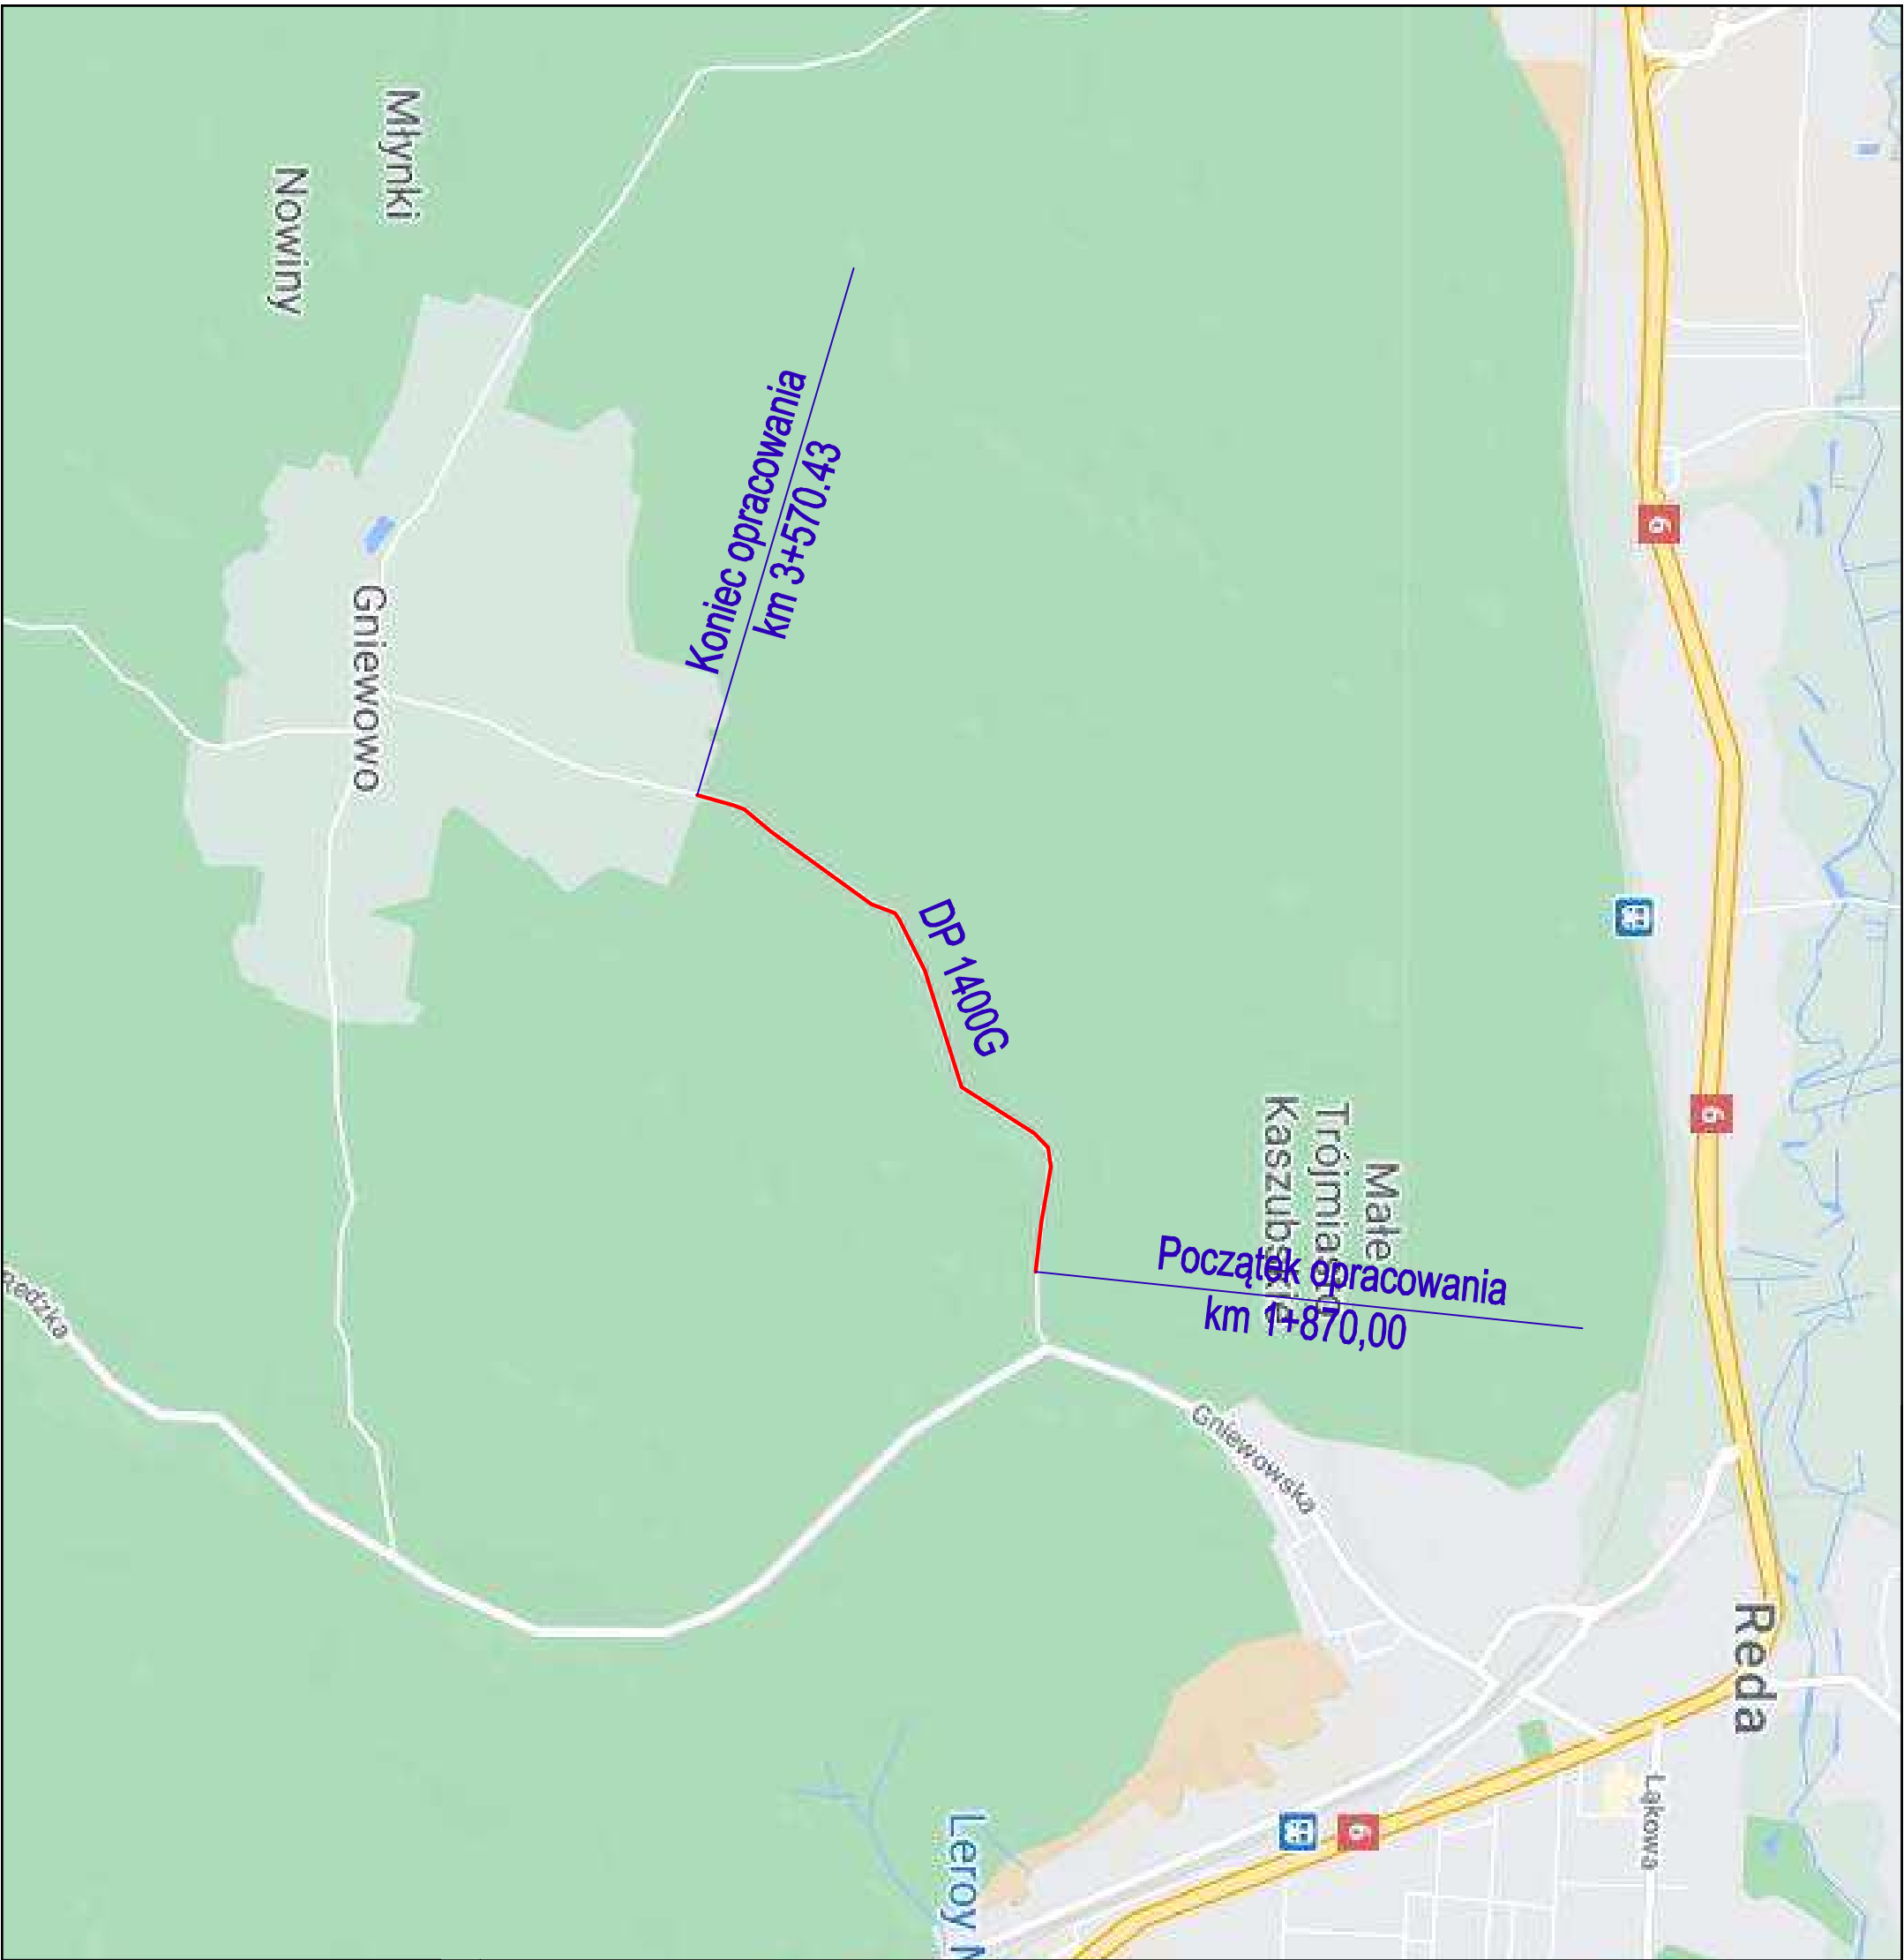 Młynki
Nowiny
Gniewowo
Koniec opracowania
km 3+570.43
DP 1400G
Małe
Trójmiasto
Kaszubskie
Początek opracowania
km 1+870,00
Gniewowska
Reda
Łąkowa
Leroy M
6
6
6